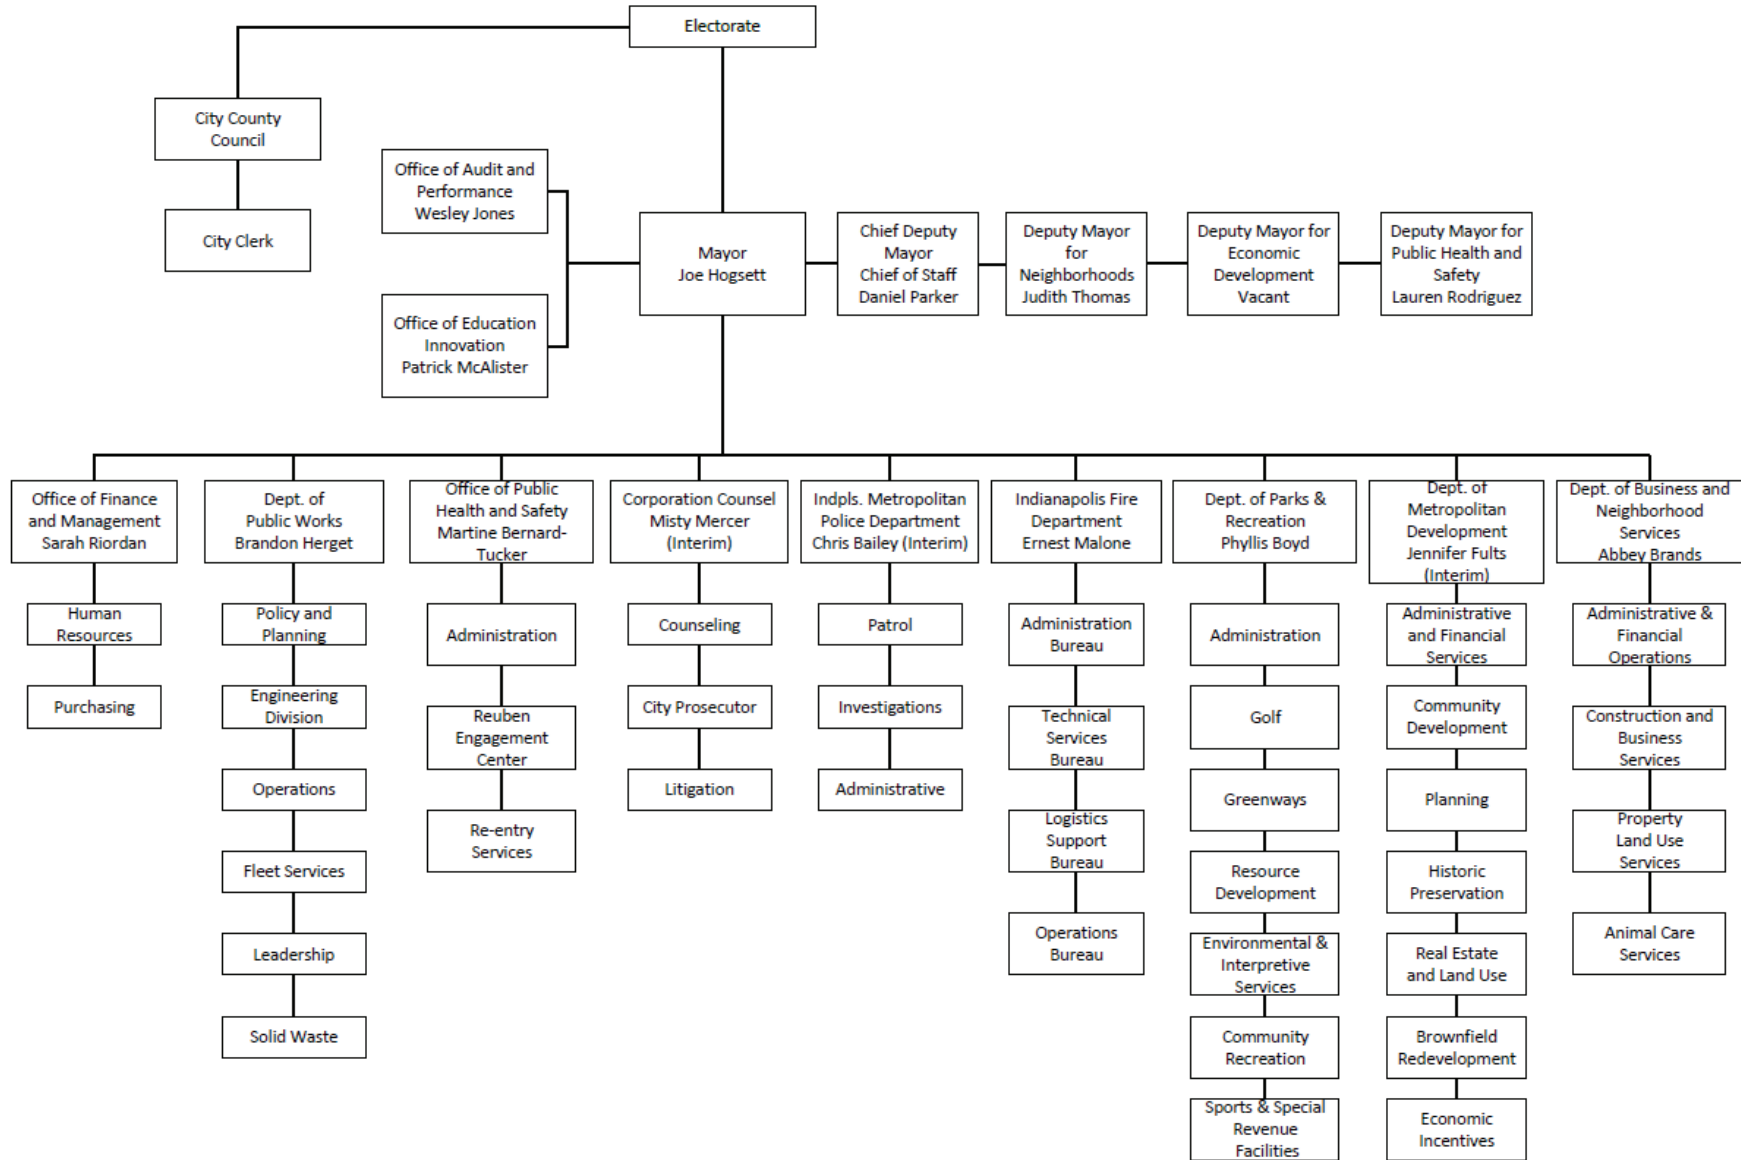 Electorate
City County
Council
City Clerk
Office of Audit and
Performance
Wesley Jones
Office of Education
Innovation
Patrick McAlister
Mayor
Joe Hogsett
Chief Deputy
Mayor
Chief of Staff
Daniel Parker
Deputy Mayor
for
Neighborhoods
Judith Thomas
Deputy Mayor for
Economic
Development
Vacant
Deputy Mayor for
Public Health and
Safety
Lauren Rodriguez
Office of Finance
and Management
Sarah Riordan
Human
Resources
Purchasing
Dept. of
Public Works
Brandon Herget
Policy and
Planning
Engineering
Division
Operations
Fleet Services
Leadership
Solid Waste
Office of Public
Health and Safety
Martine Bernard-
Tucker
Administration
Reuben
Engagement
Center
Re-entry
Services
Corporation Counsel
Misty Mercer
(Interim)
Counseling
City Prosecutor
Litigation
Indpls. Metropolitan
Police Department
Chris Bailey (Interim)
Patrol
Investigations
Administrative
Indianapolis Fire
Department
Ernest Malone
Administration
Bureau
Technical
Services
Bureau
Logistics
Support
Bureau
Operations
Bureau
Dept. of Parks &
Recreation
Phyllis Boyd
Administration
Golf
Greenways
Resource
Development
Environmental &
Interpretive
Services
Community
Recreation
Sports & Special
Revenue
Facilities
Dept. of
Metropolitan
Development
Jennifer Fults
(Interim)
Administrative
and Financial
Services
Community
Development
Planning
Historic
Preservation
Real Estate
and Land Use
Brownfield
Redevelopment
Economic
Incentives
Dept. of Business and
Neighborhood
Services
Abbey Brands
Administrative &
Financial
Operations
Construction and
Business
Services
Property
Land Use
Services
Animal Care
Services